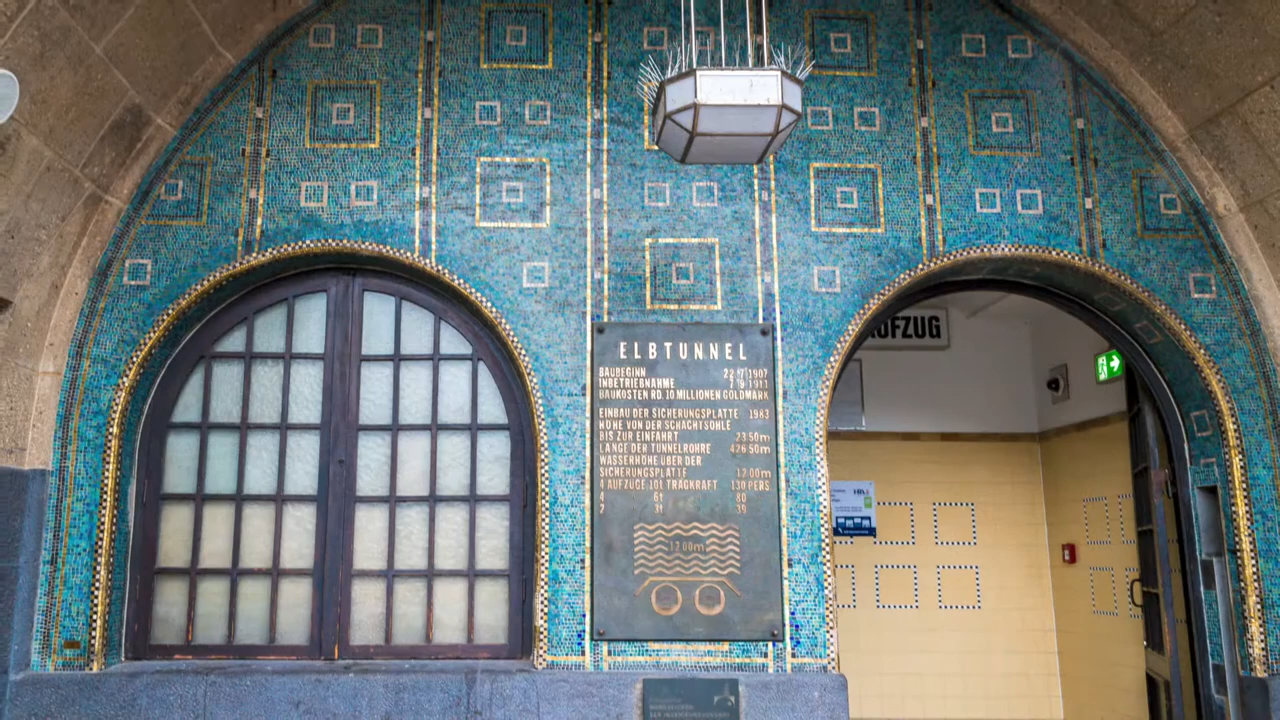 ELBTUNNEL
BAUBEGINN 22 7 1907
INBETRIEBNAHME 7 9 1911
BAUKOSTEN RD. 10 MILLIONEN GOLDMARK
EINBAU DER SICHERUNGSPLATTE 1983
HÖHE VON DER SCHACHTSOHLE
BIS ZUR EINFAHRT 23.50m
LÄNGE DER TUNNELRÖHRE 426.50m
WASSERHÖHE ÜBER DER
SICHERUNGSPLATTE 12.00m
4 AUFZÜGE 10t TRAGKRAFT 130 PERS.
4 6t 80
2 3t 39
12.00m
AUFZUG